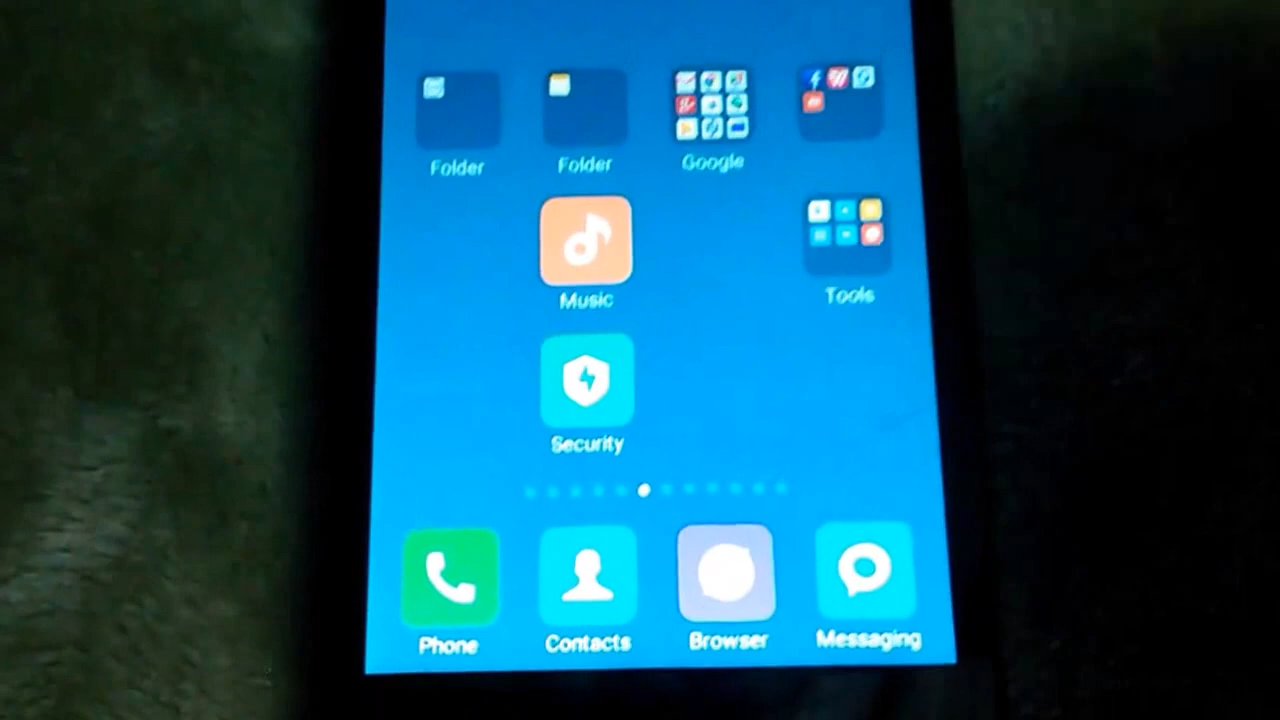 Folder
Folder
Google
Music
Tools
Security
Phone
Contacts
Browser
Messaging